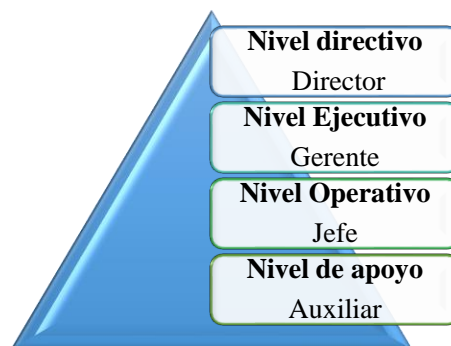 Nivel directivo
Director
Nivel Ejecutivo
Gerente
Nivel Operativo
Jefe
Nivel de apoyo
Auxiliar